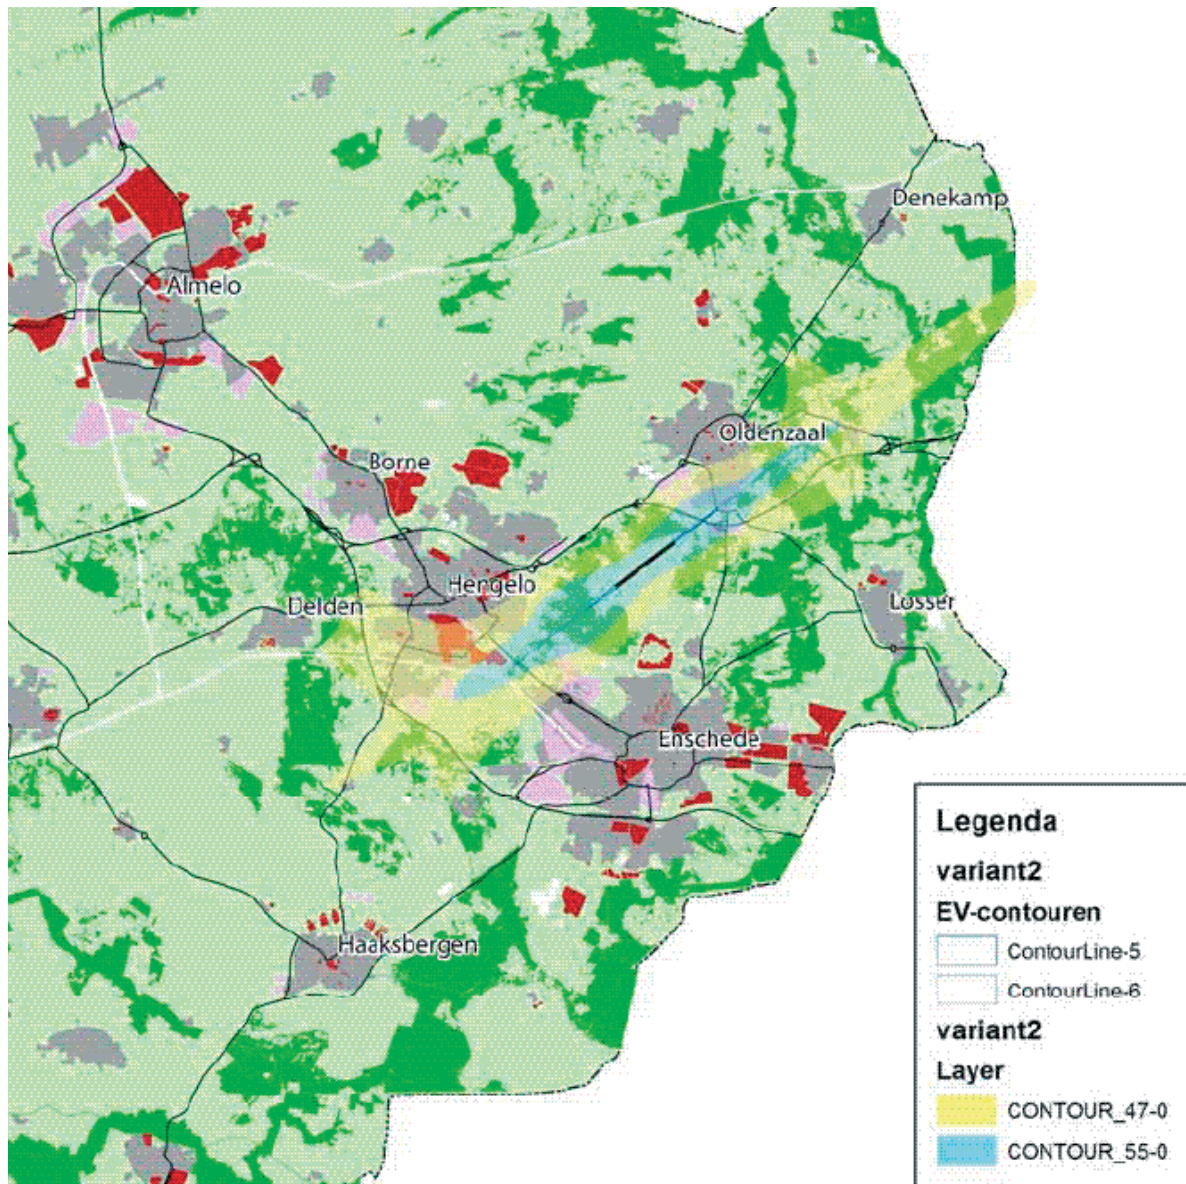 Denekamp
Almelo
Oldenzaal
Borne
Hengelo
Delden
Losser
Enschede
Haaksbergen
Legenda
variant2
EV-contouren
ContourLine-5
ContourLine-6
variant2
Layer
CONTOUR_47-0
CONTOUR_55-0